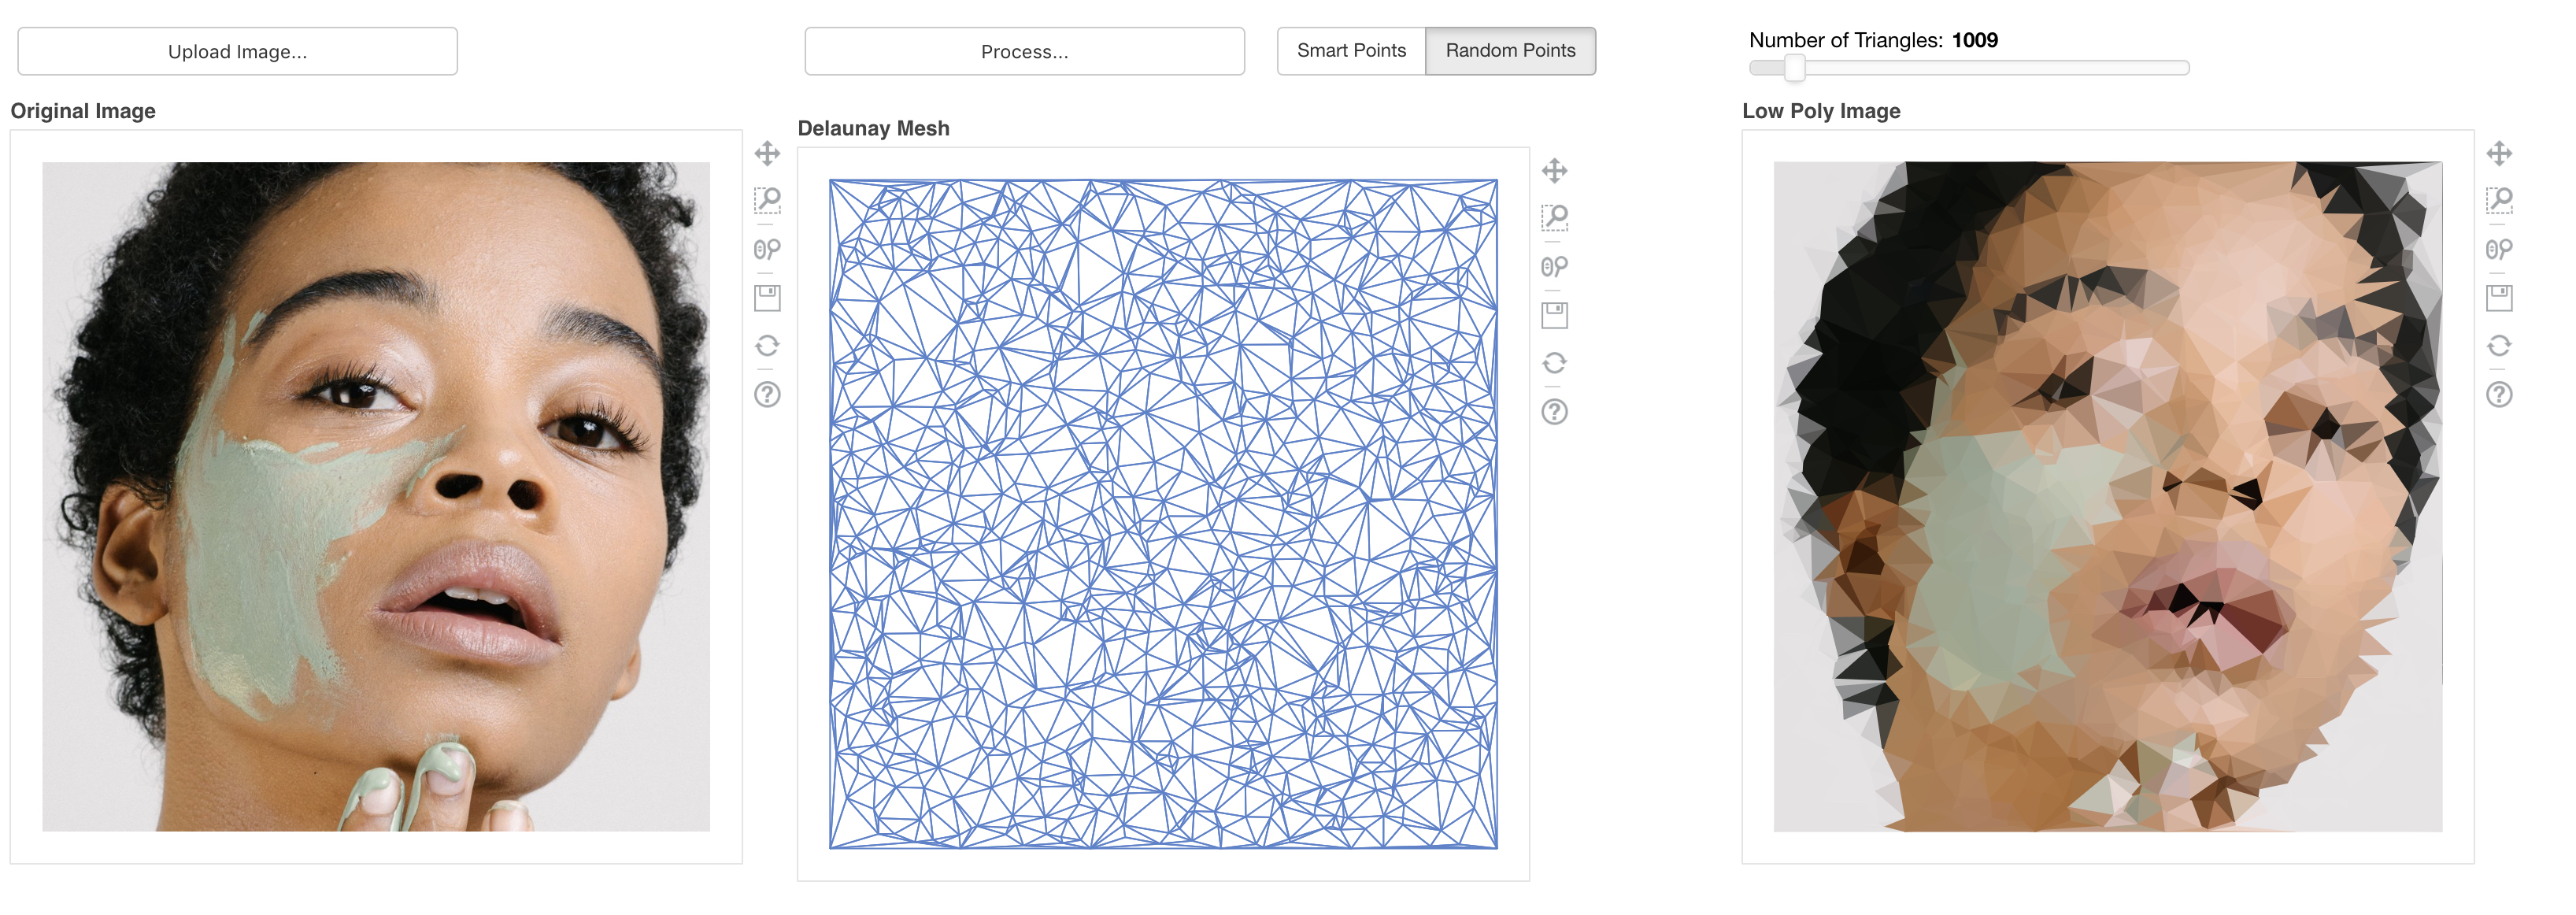 Upload Image...
Process...
Smart Points
Random Points
Number of Triangles: 1009
Original Image
Delaunay Mesh
Low Poly Image